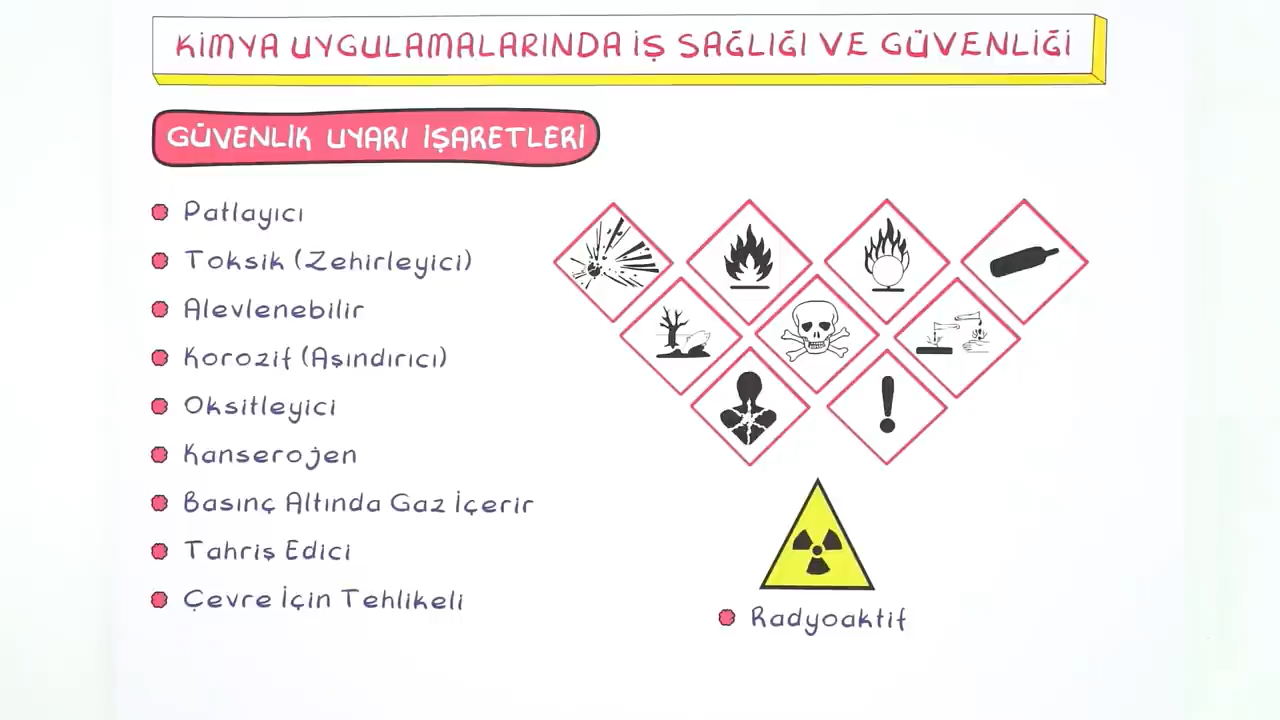 KİMYA UYGULAMALARINDA İŞ SAĞLIĞI VE GÜVENLİĞİ
GÜVENLİK UYARI İŞARETLERİ
Patlayıcı
Toksik (Zehirleyici)
Alevlenebilir
Korozif (Aşındırıcı)
Oksitleyici
Kanserojen
Basınç Altında Gaz İçerir
Tahriş Edici
Çevre İçin Tehlikeli
Radyoaktif